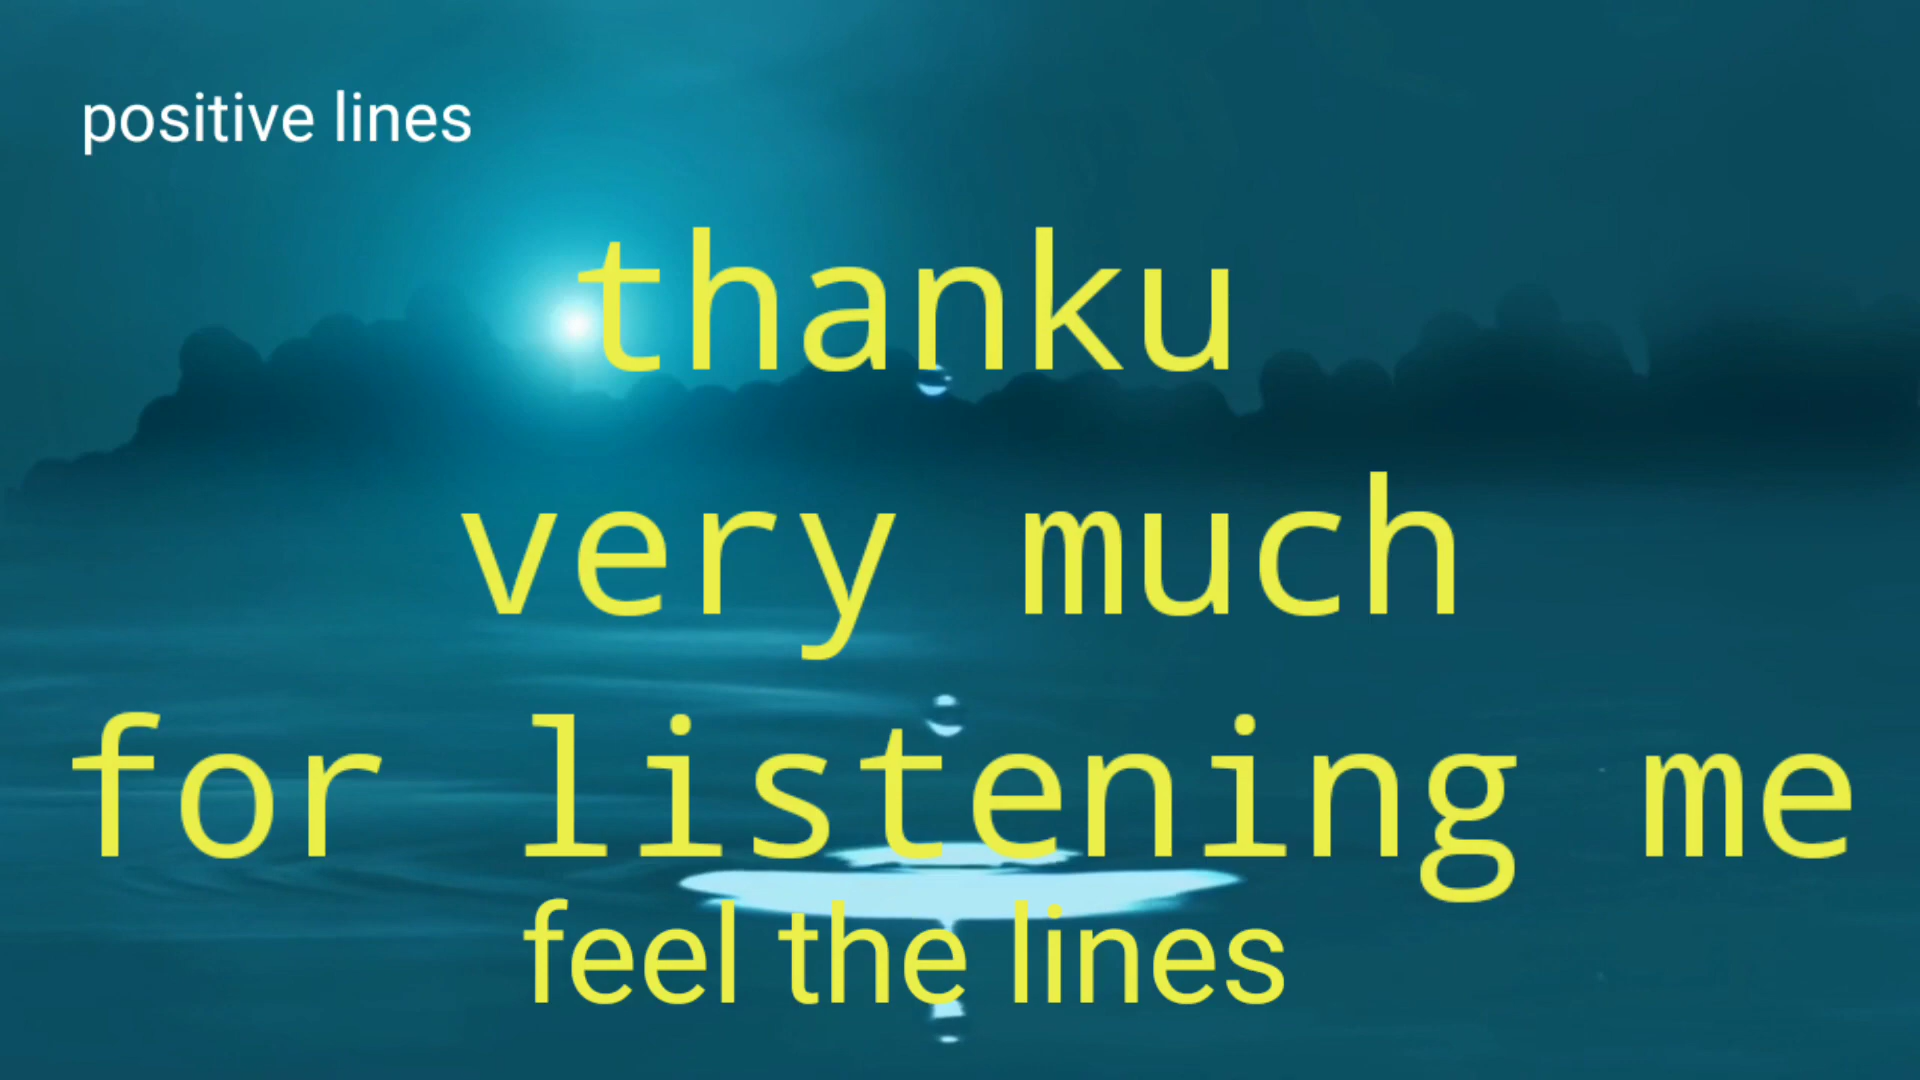 positive lines
thanku
very much
for listening me
feel the lines